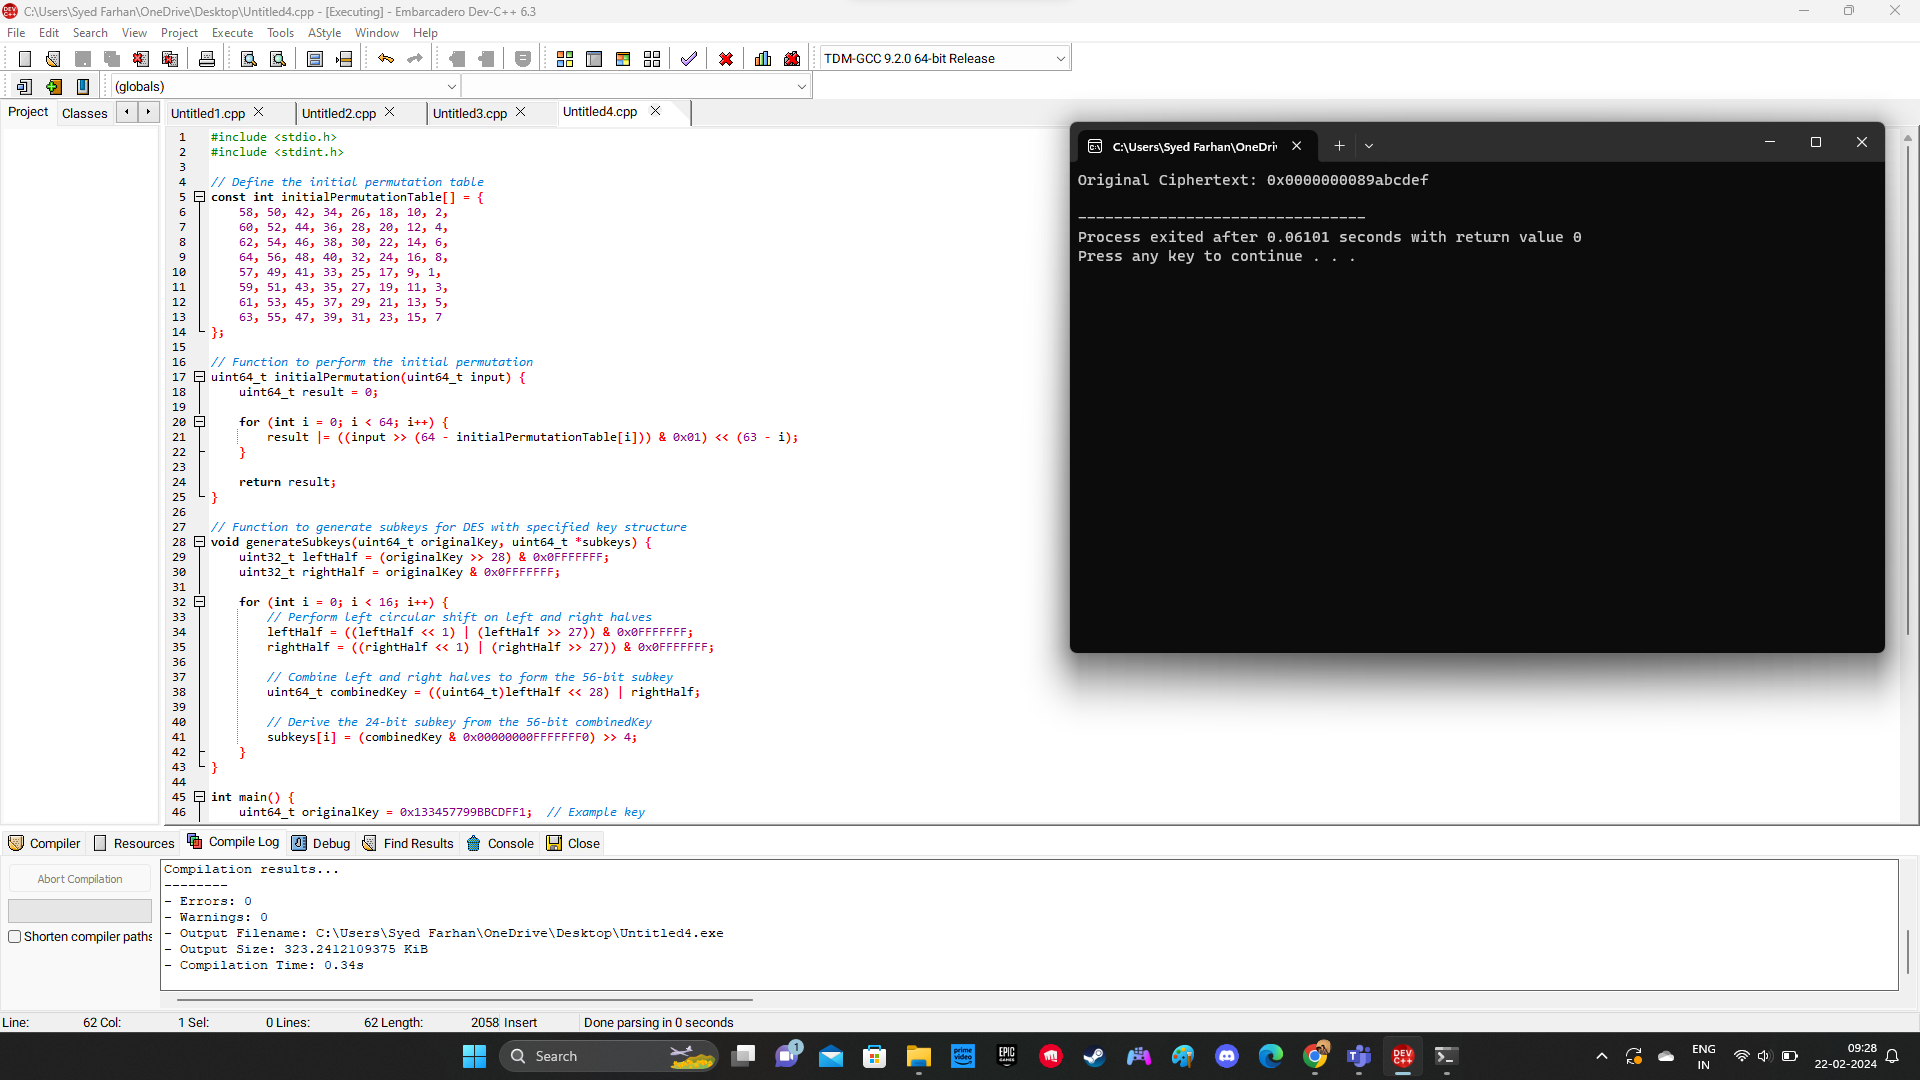 C:\Users\Syed Farhan\OneDrive\Desktop\Untitled4.cpp - [Executing] - Embarcadero Dev-C++ 6.3
File Edit Search View Project Execute Tools AStyle Window Help
TDM-GCC 9.2.0 64-bit Release
(globals)
Project Classes
Untitled1.cpp Untitled2.cpp Untitled3.cpp Untitled4.cpp
1 #include <stdio.h>
2 #include <stdint.h>
3
4 // Define the initial permutation table
5 const int initialPermutationTable[] = {
6 58, 50, 42, 34, 26, 18, 10, 2,
7 60, 52, 44, 36, 28, 20, 12, 4,
8 62, 54, 46, 38, 30, 22, 14, 6,
9 64, 56, 48, 40, 32, 24, 16, 8,
10 57, 49, 41, 33, 25, 17, 9, 1,
11 59, 51, 43, 35, 27, 19, 11, 3,
12 61, 53, 45, 37, 29, 21, 13, 5,
13 63, 55, 47, 39, 31, 23, 15, 7
14 };
15
16 // Function to perform the initial permutation
17 uint64_t initialPermutation(uint64_t input) {
18 uint64_t result = 0;
19
20 for (int i = 0; i < 64; i++) {
21 result |= ((input >> (64 - initialPermutationTable[i])) & 0x01) << (63 - i);
22 }
23
24 return result;
25 }
26
27 // Function to generate subkeys for DES with specified key structure
28 void generateSubkeys(uint64_t originalKey, uint64_t *subkeys) {
29 uint32_t leftHalf = (originalKey >> 28) & 0x0FFFFFFF;
30 uint32_t rightHalf = originalKey & 0x0FFFFFFF;
31
32 for (int i = 0; i < 16; i++) {
33 // Perform left circular shift on left and right halves
34 leftHalf = ((leftHalf << 1) | (leftHalf >> 27)) & 0x0FFFFFFF;
35 rightHalf = ((rightHalf << 1) | (rightHalf >> 27)) & 0x0FFFFFFF;
36
37 // Combine left and right halves to form the 56-bit subkey
38 uint64_t combinedKey = ((uint64_t)leftHalf << 28) | rightHalf;
39
40 // Derive the 24-bit subkey from the 56-bit combinedKey
41 subkeys[i] = (combinedKey & 0x00000000FFFFFFF0) >> 4;
42 }
43 }
44
45 int main() {
46 uint64_t originalKey = 0x133457799BBCDFF1; // Example key
C:\Users\Syed Farhan\OneDri
Original Ciphertext: 0x0000000089abcdef
--------------------------------
Process exited after 0.06101 seconds with return value 0
Press any key to continue . . .
Compiler Resources Compile Log Debug Find Results Console Close
Abort Compilation
Shorten compiler paths
Compilation results...
--------
- Errors: 0
- Warnings: 0
- Output Filename: C:\Users\Syed Farhan\OneDrive\Desktop\Untitled4.exe
- Output Size: 323.2412109375 KiB
- Compilation Time: 0.34s
Line: 62 Col: 1 Sel: 0 Lines: 62 Length: 2058 Insert Done parsing in 0 seconds
Search
1
prime video
EPIC GAMES
DEV C++
ENG
IN
09:28
22-02-2024